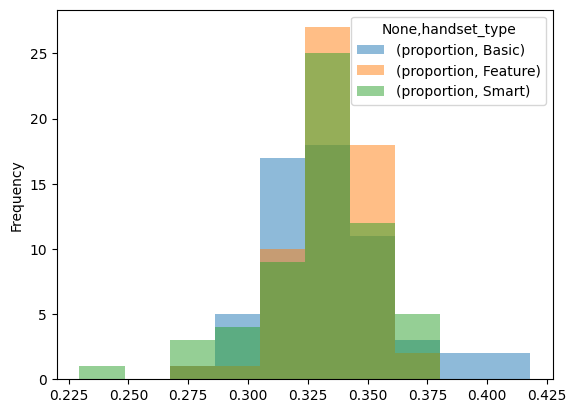 None,handset_type
(proportion, Basic)
(proportion, Feature)
(proportion, Smart)
Frequency
25
20
15
10
5
0
0.225 0.250 0.275 0.300 0.325 0.350 0.375 0.400 0.425